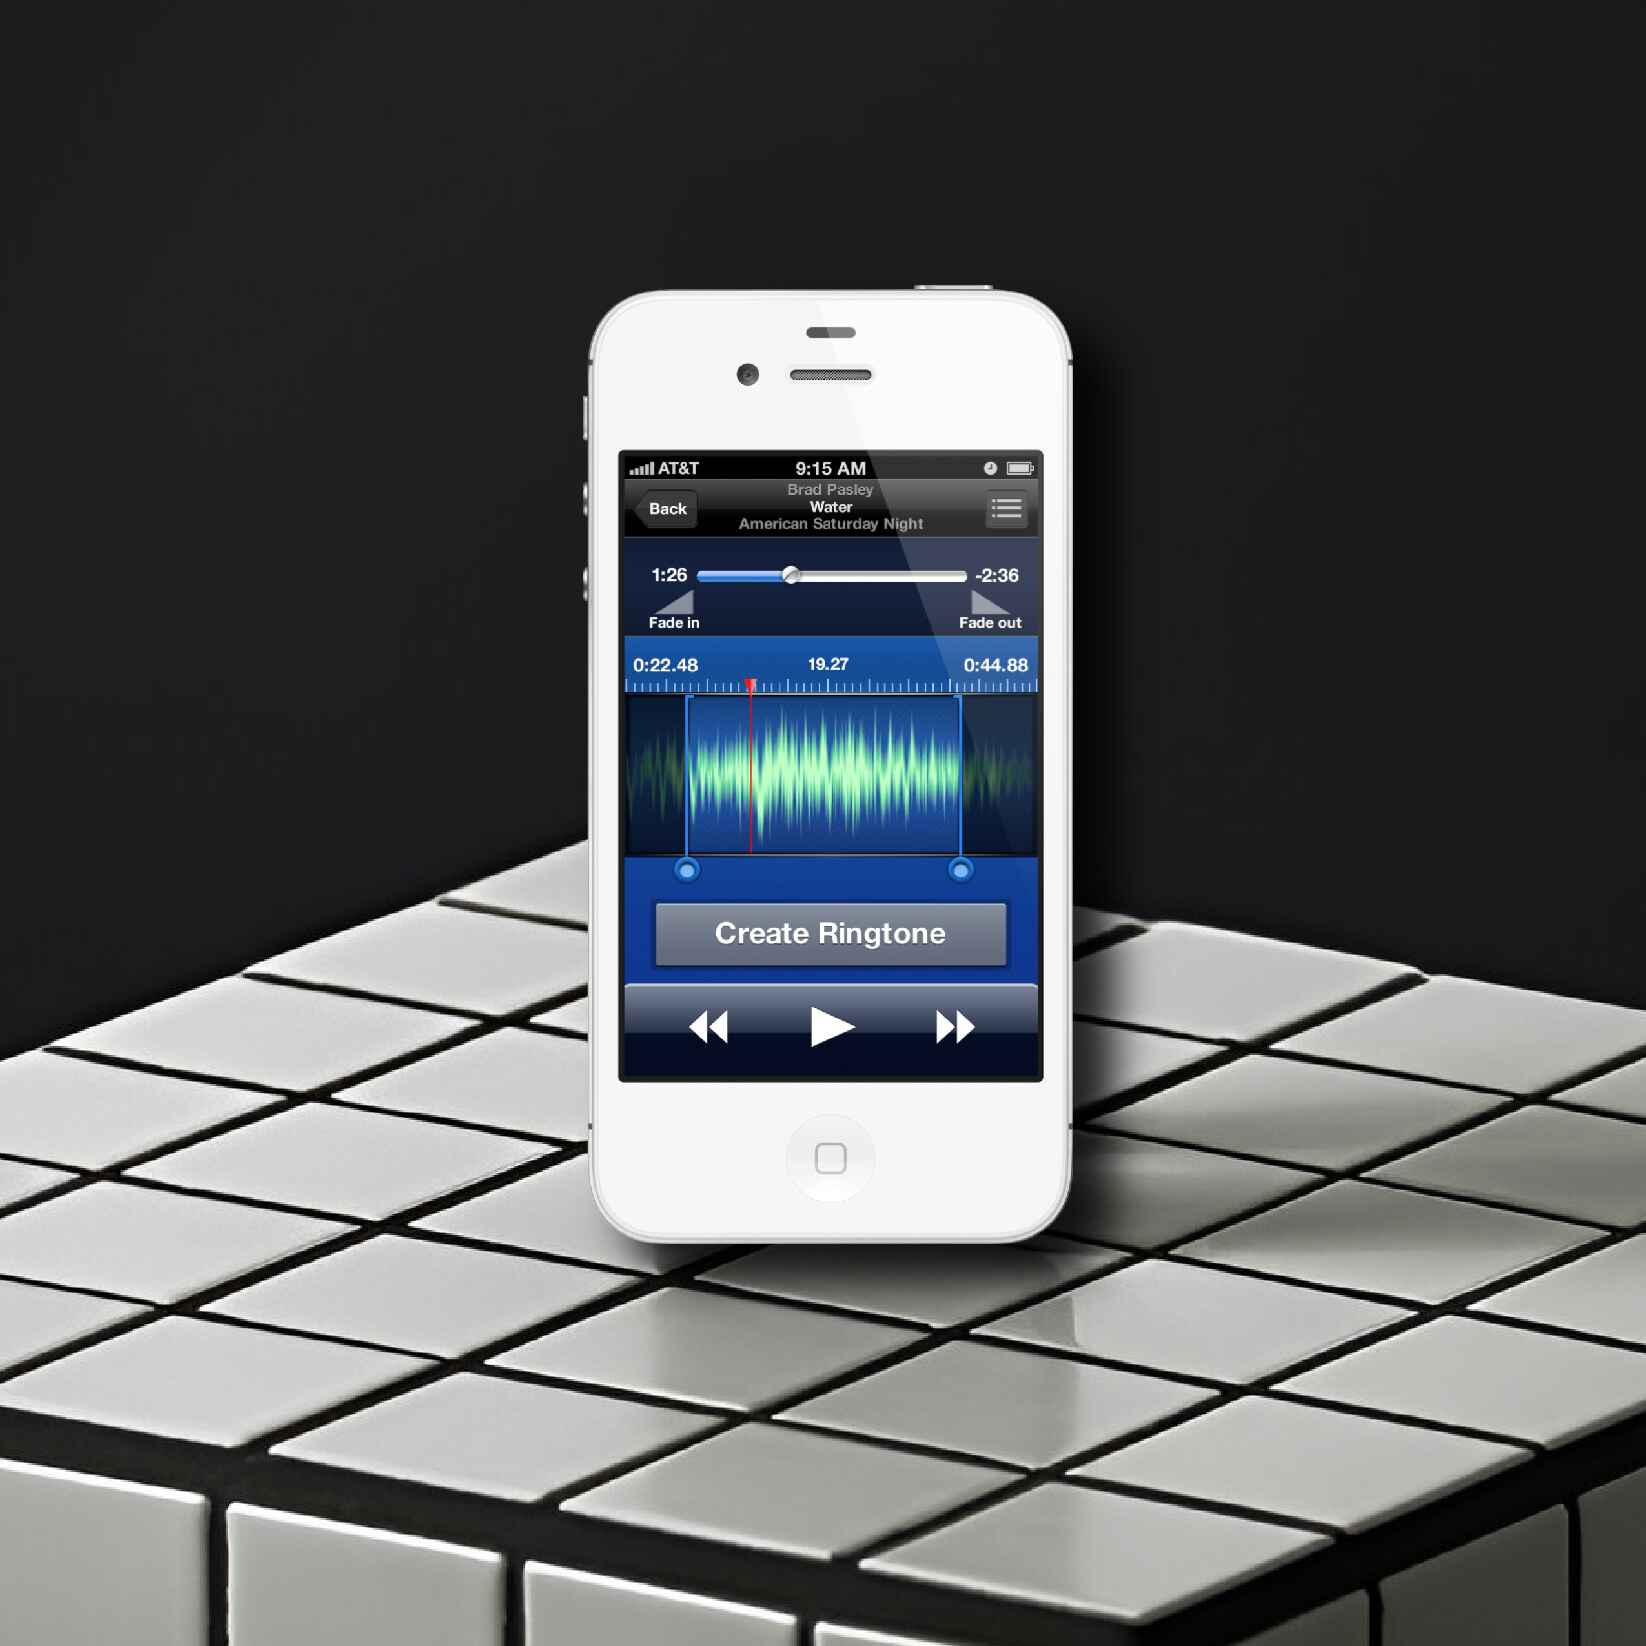 AT&T 9:15 AM
Brad Pasley
Back Water
American Saturday Night
1:26 -2:36
Fade in Fade out
0:22.48 19.27 0:44.88
Create Ringtone